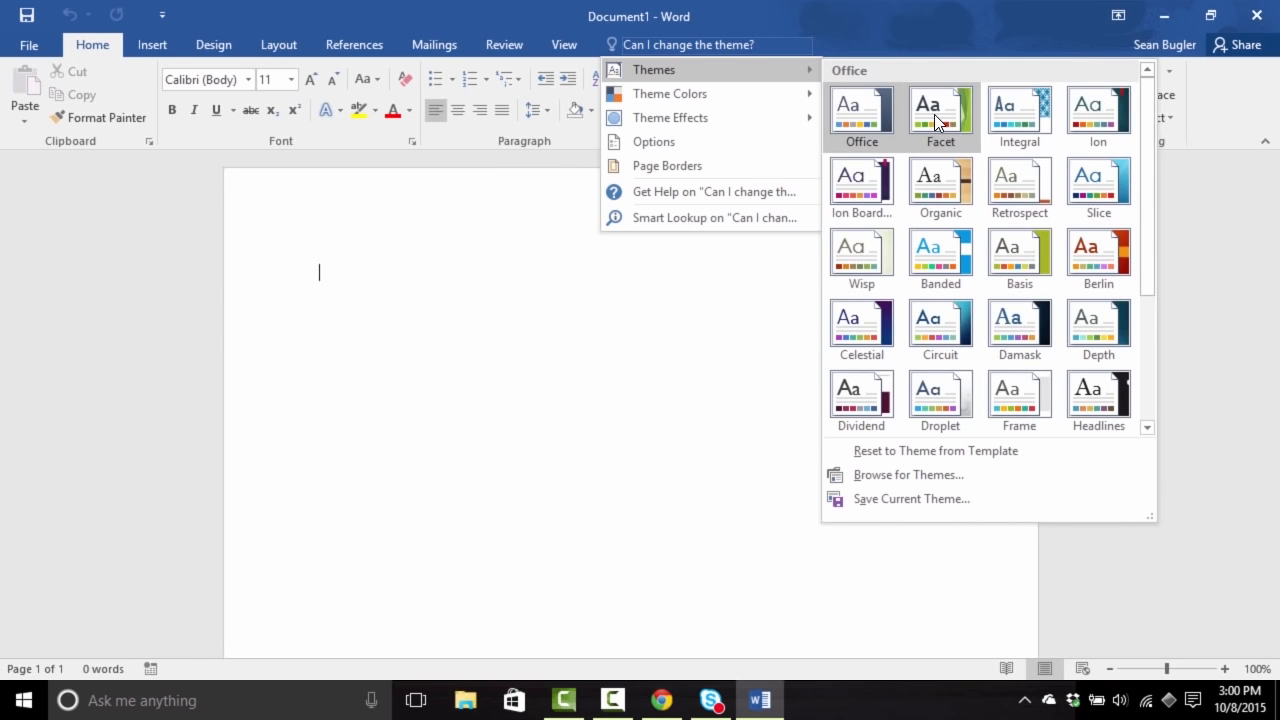 Document1 - Word
File Home Insert Design Layout References Mailings Review View Can I change the theme? Sean Bugler Share
Paste
Cut
Copy
Format Painter
Clipboard
Calibri (Body) 11 Aa
B I U abc x₂ x² A ab A
Font
Paragraph
Themes
Theme Colors
Theme Effects
Options
Page Borders
Get Help on "Can I change th...
Smart Lookup on "Can I chan...
Office
Aa Aa Aa Aa
Office Facet Integral Ion
Aa Aa Aa Aa
Ion Board... Organic Retrospect Slice
Aa Aa Aa Aa
Wisp Banded Basis Berlin
Aa Aa Aa Aa
Celestial Circuit Damask Depth
Aa Aa Aa Aa
Dividend Droplet Frame Headlines
Reset to Theme from Template
Browse for Themes...
Save Current Theme...
Page 1 of 1 0 words 100%
Ask me anything
3:00 PM
10/8/2015